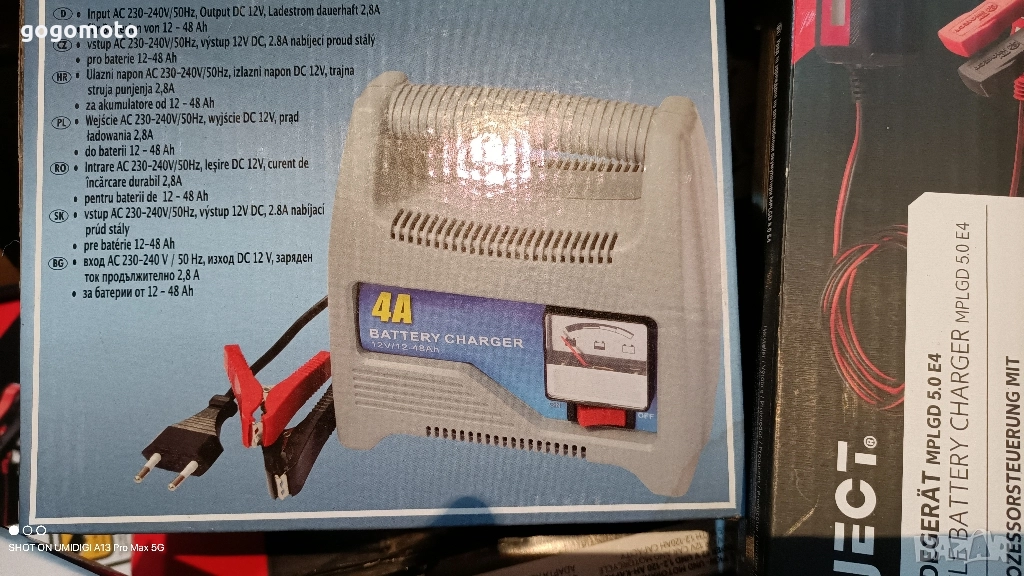 D • Input AC 230-240V/50Hz, Output DC 12V, Ladestrom dauerhaft 2,8A
gogomoto
von 12 - 48 Ah
CZ • vstup AC 230-240V/50Hz, výstup 12V DC, 2.8A nabíjecí proud stálý
• pro baterie 12-48 Ah
HR • Ulazni napon AC 230-240V/50Hz, izlazni napon DC 12V, trajna
struja punjenja 2,8A
• za akumulatore od 12 - 48 Ah
PL • Wejście AC 230-240V/50Hz, wyjście DC 12V, prąd
ładowania 2,8A
• do baterii 12 - 48 Ah
RO • Intrare AC 230-240V/50Hz, Ieșire DC 12V, curent de
încărcare durabil 2,8A
• pentru baterii de 12 - 48 Ah
SK • vstup AC 230-240V/50Hz, výstup 12V DC, 2.8A nabíjací
prúd stály
• pre batérie 12-48 Ah
BG • вход AC 230-240 V / 50 Hz, изход DC 12 V, заряден
ток продължително 2,8 A
• за батерии от 12 - 48 Ah
4A
BATTERY CHARGER
12V/12-48Ah
OFF
JECT®
DEGERÄT MPLGD 5.0 E4
BATTERY CHARGER MPLGD 5.0 E4
OZESSORSTEUERUNG MIT
SHOT ON UMIDIGI A13 Pro Max 5G